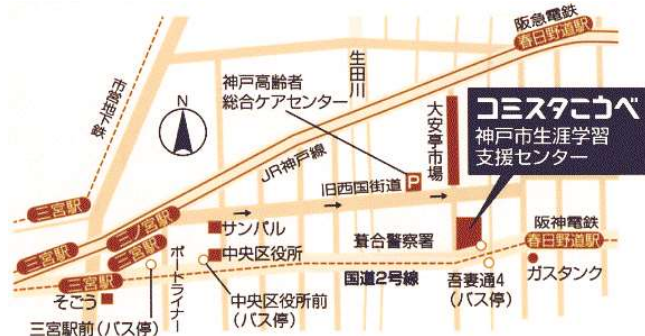 阪急電鉄
春日野道駅
市営地下鉄
生田川
神戸高齢者
総合ケアセンター
N
大安亭市場
コミスタこうべ
神戸市生涯学習
支援センター
JR神戸線
P
旧西国街道
三宮駅
三ノ宮駅
サンパル
葺合警察署
阪神電鉄
春日野道駅
三宮駅
三宮駅
ポートライナー
中央区役所
三宮駅
国道2号線
吾妻通4
(バス停)
ガスタンク
そごう
中央区役所前
(バス停)
三宮駅前(バス停)